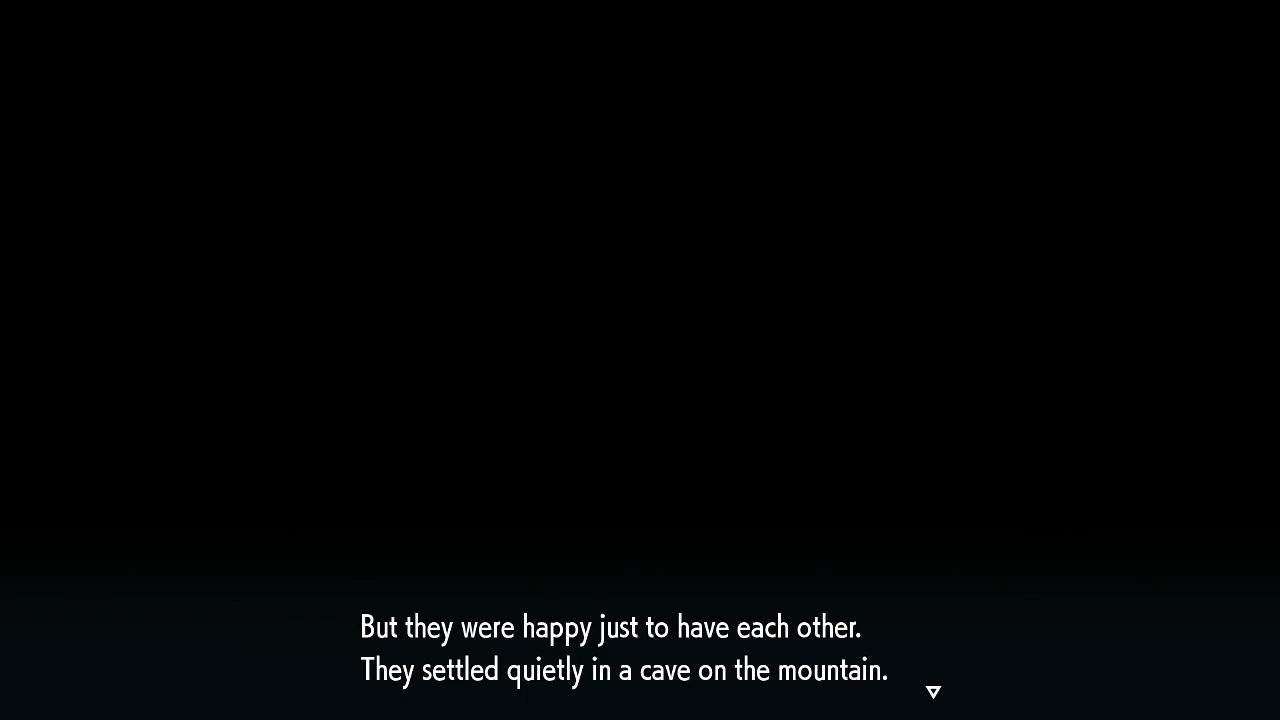 But they were happy just to have each other.
They settled quietly in a cave on the mountain.